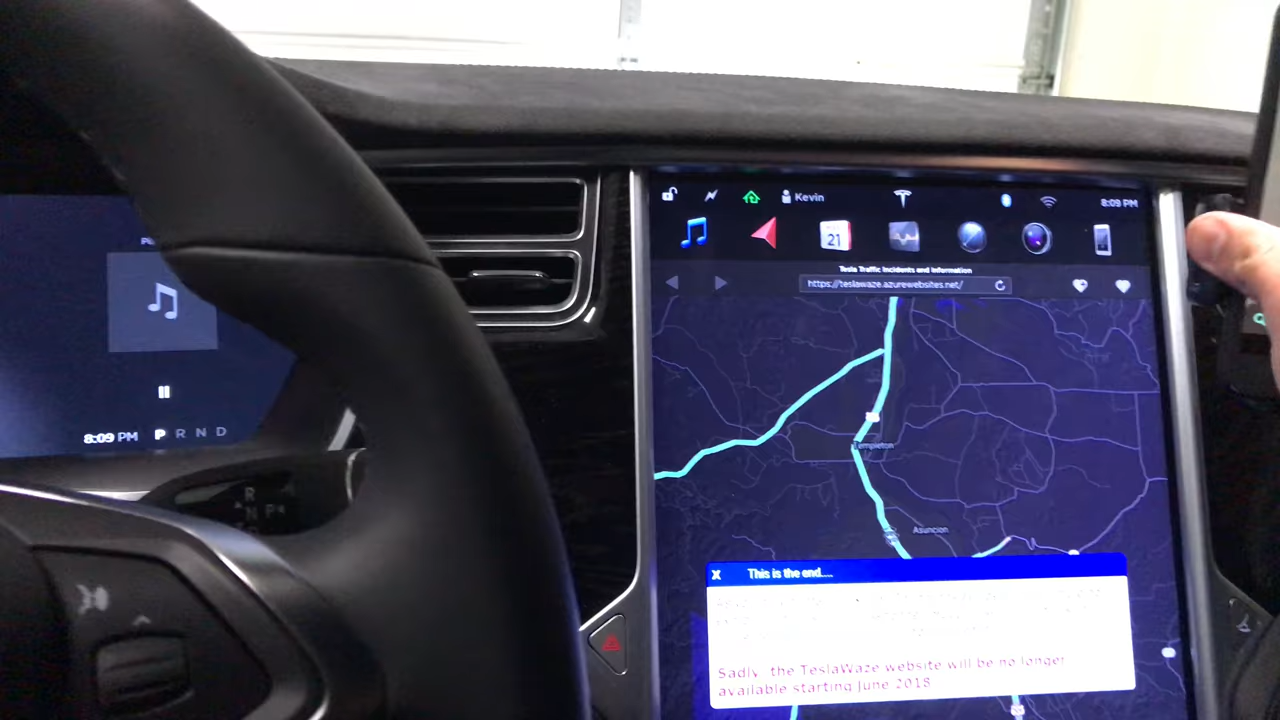 Kevin
8:09 PM
21
Tesla Traffic Incidents and Information
https://teslawaze.azurewebsites.net/
8:09 PM P R N D
R
N P
Templeton
Asuncion
X This is the end....
Sadly the TeslaWaze website will be no longer
available starting June 2018